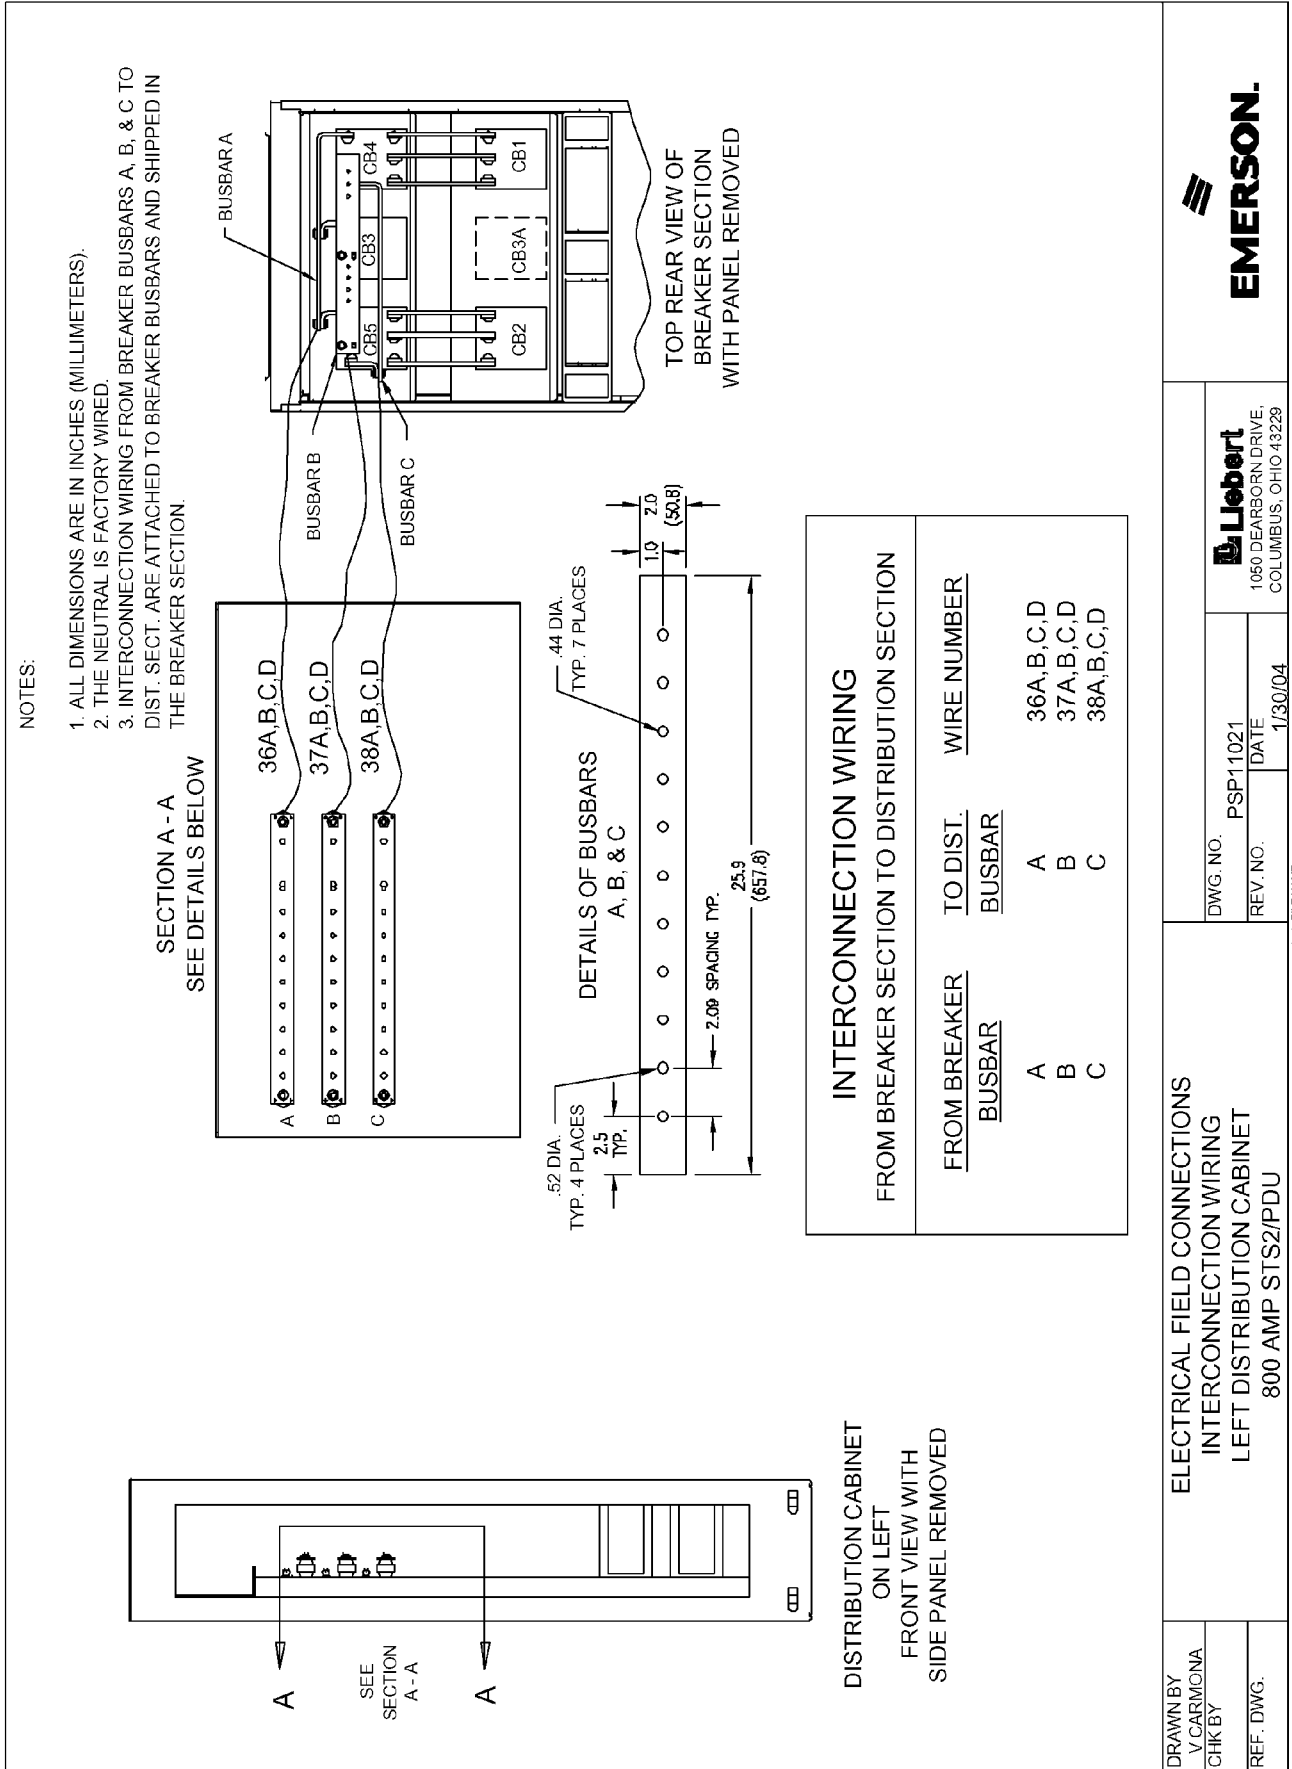 NOTES:
1. ALL DIMENSIONS ARE IN INCHES (MILLIMETERS).
2. THE NEUTRAL IS FACTORY WIRED.
3. INTERCONNECTION WIRING FROM BREAKER BUSBARS A, B, & C TO
DIST. SECT. ARE ATTACHED TO BREAKER BUSBARS AND SHIPPED IN
THE BREAKER SECTION.
SECTION A - A
SEE DETAILS BELOW
A
B
C
36A,B,C,D
37A,B,C,D
38A,B,C,D
BUSBAR A
BUSBAR B
BUSBAR C
CB5
CB3
CB4
CB2
CB3A
CB1
TOP REAR VIEW OF
BREAKER SECTION
WITH PANEL REMOVED
A
SEE
SECTION
A - A
A
DISTRIBUTION CABINET
ON LEFT
FRONT VIEW WITH
SIDE PANEL REMOVED
DETAILS OF BUSBARS
A, B, & C
.52 DIA.
TYP. 4 PLACES
.44 DIA.
TYP. 7 PLACES
2.5
TYP.
2.09 SPACING TYP.
25.9
(657.8)
1.0
2.0
(50.8)
INTERCONNECTION WIRING
FROM BREAKER SECTION TO DISTRIBUTION SECTION
FROM BREAKER BUSBAR TO DIST. BUSBAR WIRE NUMBER
A A 36A,B,C,D
B B 37A,B,C,D
C C 38A,B,C,D
DRAWN BY
V CARMONA
CHK BY
REF. DWG.
ELECTRICAL FIELD CONNECTIONS
INTERCONNECTION WIRING
LEFT DISTRIBUTION CABINET
800 AMP STS2/PDU
DWG. NO.
PSP11021
REV. NO.
DATE
1/30/04
Liebert
1050 DEARBORN DRIVE,
COLUMBUS, OHIO 43229
EMERSON.